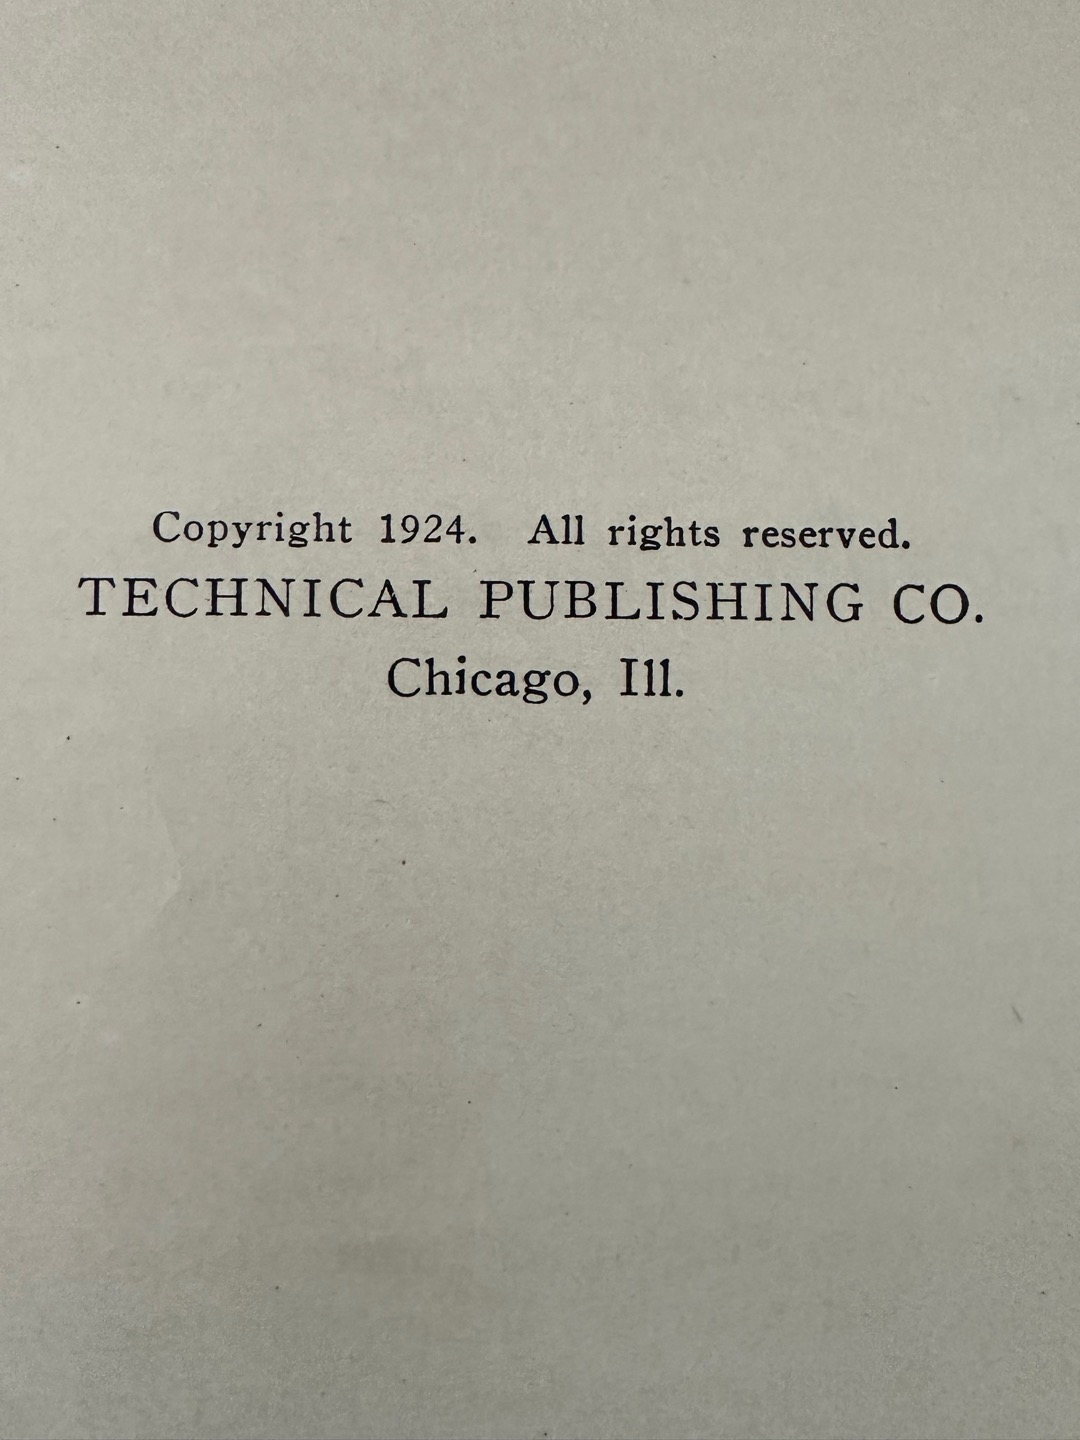 Copyright 1924. All rights reserved.
TECHNICAL PUBLISHING CO.
Chicago, Ill.